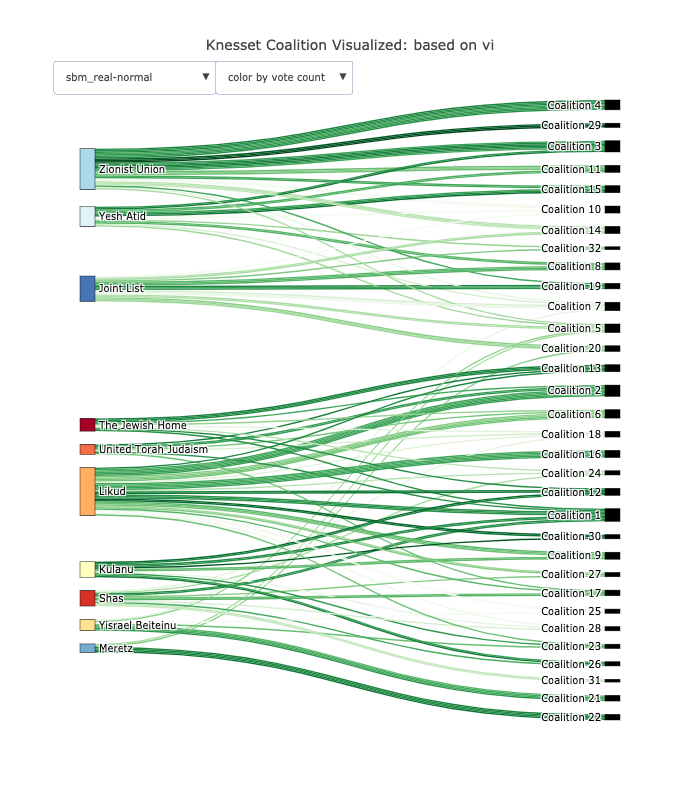 Knesset Coalition Visualized: based on vi
sbm_real-normal ▼
color by vote count ▼
Zionist Union
Yesh Atid
Joint List
The Jewish Home
United Torah Judaism
Likud
Kulanu
Shas
Yisrael Beiteinu
Meretz
Coalition 4
Coalition 29
Coalition 3
Coalition 11
Coalition 15
Coalition 10
Coalition 14
Coalition 32
Coalition 8
Coalition 19
Coalition 7
Coalition 5
Coalition 20
Coalition 13
Coalition 2
Coalition 6
Coalition 18
Coalition 16
Coalition 24
Coalition 12
Coalition 1
Coalition 30
Coalition 9
Coalition 27
Coalition 17
Coalition 25
Coalition 28
Coalition 23
Coalition 26
Coalition 31
Coalition 21
Coalition 22